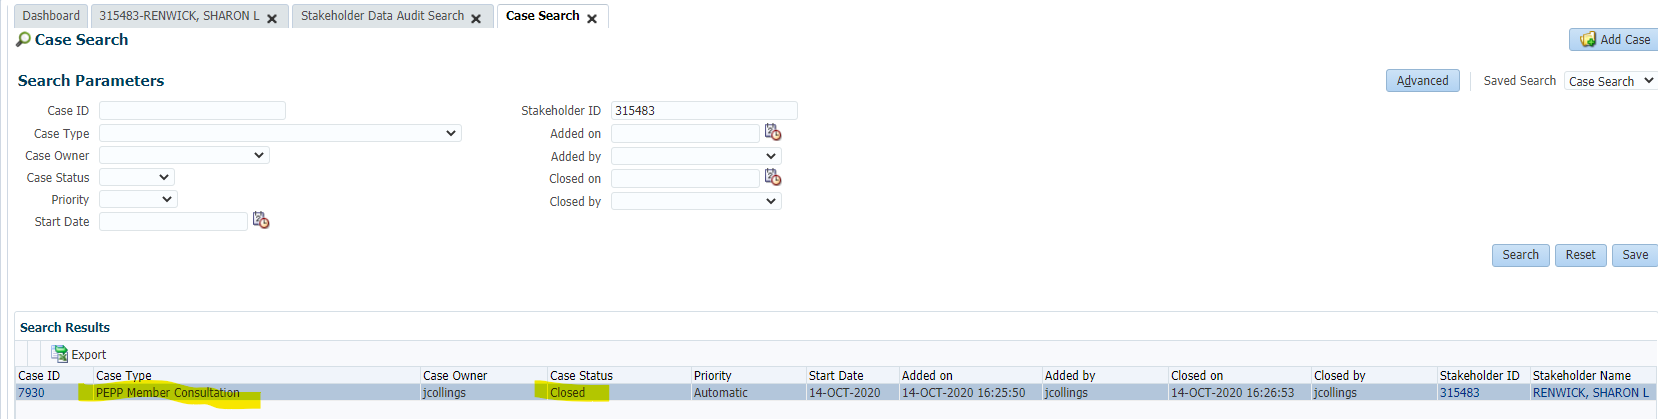 Dashboard 315483-RENWICK, SHARON L Stakeholder Data Audit Search Case Search
Case Search Add Case
Search Parameters Advanced Saved Search Case Search
Case ID Stakeholder ID 315483
Case Type Added on
Case Owner Added by
Case Status Closed on
Priority Closed by
Start Date
Search Reset Save
Search Results
Export
Case ID Case Type Case Owner Case Status Priority Start Date Added on Added by Closed on Closed by Stakeholder ID Stakeholder Name
7930 PEPP Member Consultation jcollings Closed Automatic 14-OCT-2020 14-OCT-2020 16:25:50 jcollings 14-OCT-2020 16:26:53 jcollings 315483 RENWICK, SHARON L